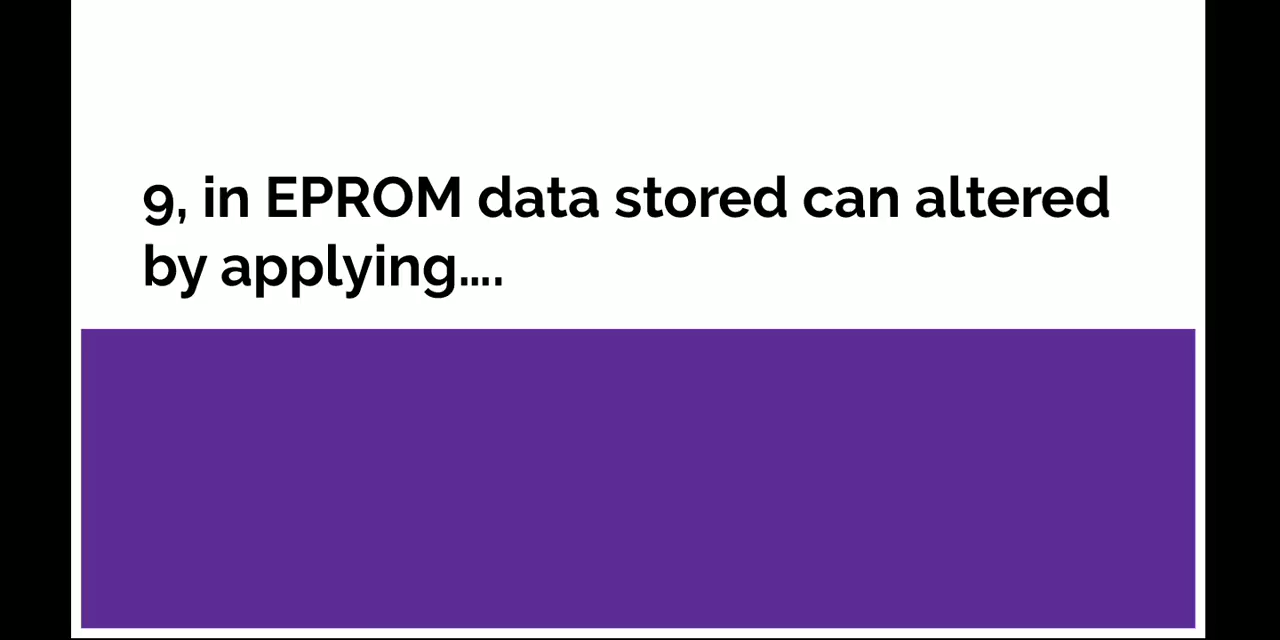 9, in EPROM data stored can altered
by applying....